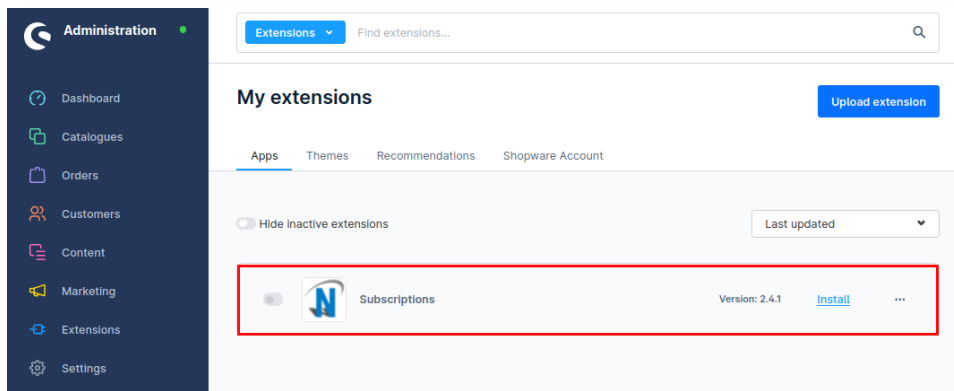 Administration
Extensions
Find extensions...
Dashboard
Catalogues
Orders
Customers
Content
Marketing
Extensions
Settings
My extensions
Upload extension
Apps Themes Recommendations Shopware Account
Hide inactive extensions
Last updated
N
Subscriptions
Version: 2.4.1
Install
...